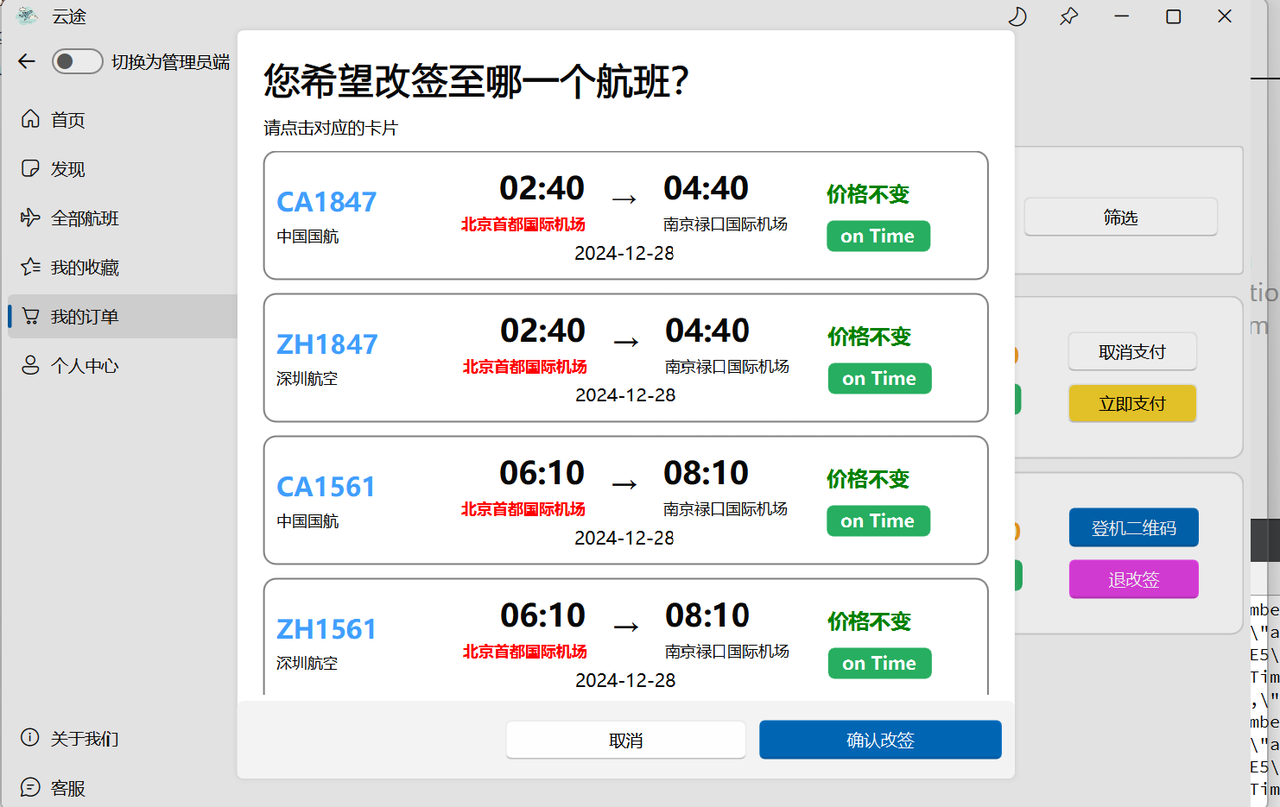 云途
切换为管理员端
首页
发现
全部航班
我的收藏
我的订单
个人中心
关于我们
客服
您希望改签至哪一个航班？
请点击对应的卡片
CA1847
中国国航
02:40 → 04:40
北京首都国际机场 南京禄口国际机场
2024-12-28
价格不变
on Time
ZH1847
深圳航空
02:40 → 04:40
北京首都国际机场 南京禄口国际机场
2024-12-28
价格不变
on Time
CA1561
中国国航
06:10 → 08:10
北京首都国际机场 南京禄口国际机场
2024-12-28
价格不变
on Time
ZH1561
深圳航空
06:10 → 08:10
北京首都国际机场 南京禄口国际机场
2024-12-28
价格不变
on Time
取消
确认改签
筛选
取消支付
立即支付
登机二维码
退改签
tio
m
mbe
\"a
E5\
Tim
,\"
mbe
\"a
E5\
Tim